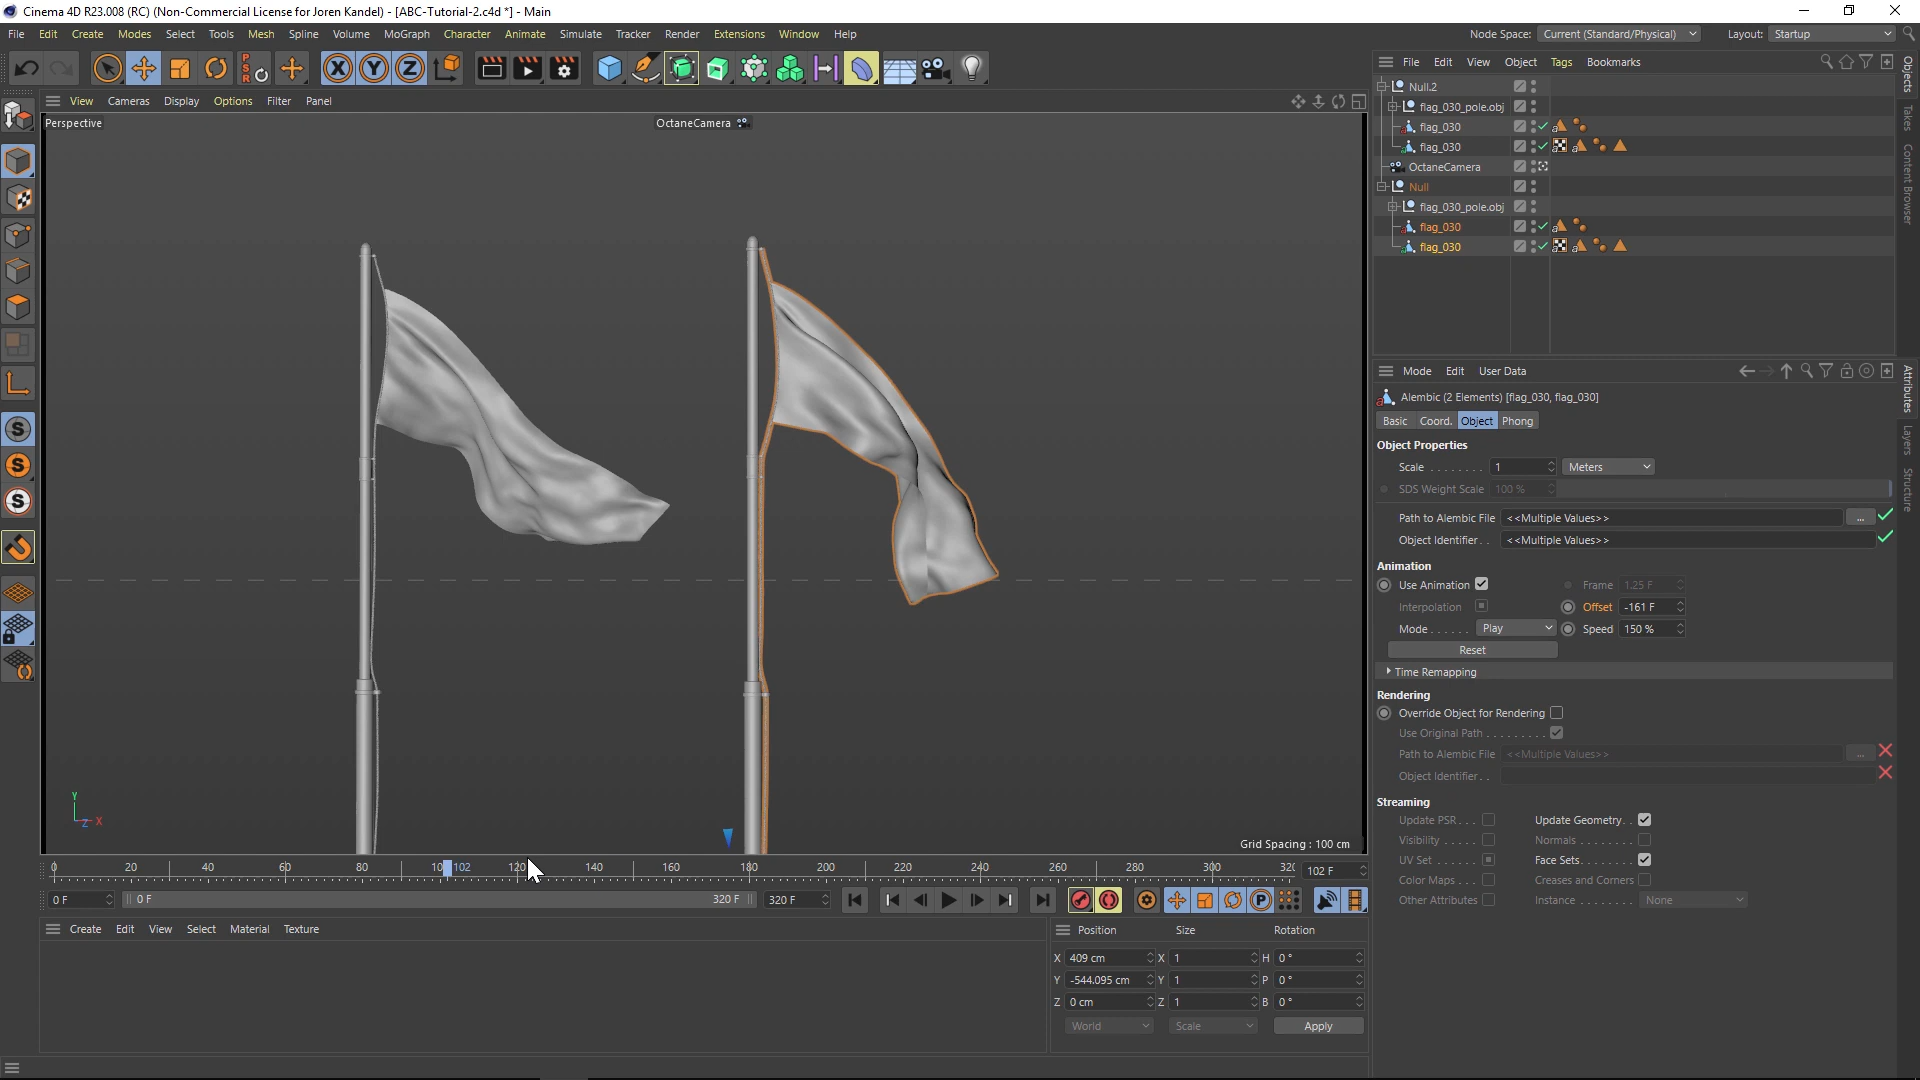 Cinema 4D R23.008 (RC) (Non-Commercial License for Joren Kandel) - [ABC-Tutorial-2.c4d *] - Main
File Edit Create Modes Select Tools Mesh Spline Volume MoGraph Character Animate Simulate Tracker Render Extensions Window Help
Node Space: Current (Standard/Physical) Layout: Startup
X Y Z
PSR
File Edit View Object Tags Bookmarks
View Cameras Display Options Filter Panel
Perspective
OctaneCamera
Null.2
flag_030_pole.obj
flag_030
flag_030
OctaneCamera
Null
flag_030_pole.obj
flag_030
flag_030
Objects
Takes
Content Browser
Attributes
Layers
Structure
Mode Edit User Data
Alembic (2 Elements) [flag_030, flag_030]
Basic Coord. Object Phong
Object Properties
Scale . . . . . . . . 1 Meters
SDS Weight Scale 100 %
Path to Alembic File <<Multiple Values>> ...
Object Identifier. . <<Multiple Values>>
Animation
Use Animation Frame 1.25 F
Interpolation Offset -161 F
Mode. . . . . . Play Speed 150 %
Reset
Time Remapping
Rendering
Override Object for Rendering
Use Original Path . . . . . . . . .
Path to Alembic File <<Multiple Values>> ...
Object Identifier. .
Streaming
Update PSR. . . Update Geometry. .
Visibility . . . . . Normals. . . . . . . .
UV Set . . . . . . Face Sets. . . . . . . .
Color Maps . . . Creases and Corners
Other Attributes Instance . . . . . . . . None
Y
Z X
Grid Spacing : 100 cm
0 20 40 60 80 10 102 120 140 160 180 200 220 240 260 280 300 320 102 F
0 F 0 F 320 F 320 F
P
Create Edit View Select Material Texture
Position Size Rotation
X 409 cm X 1 H 0 °
Y -544.095 cm Y 1 P 0 °
Z 0 cm Z 1 B 0 °
World Scale Apply